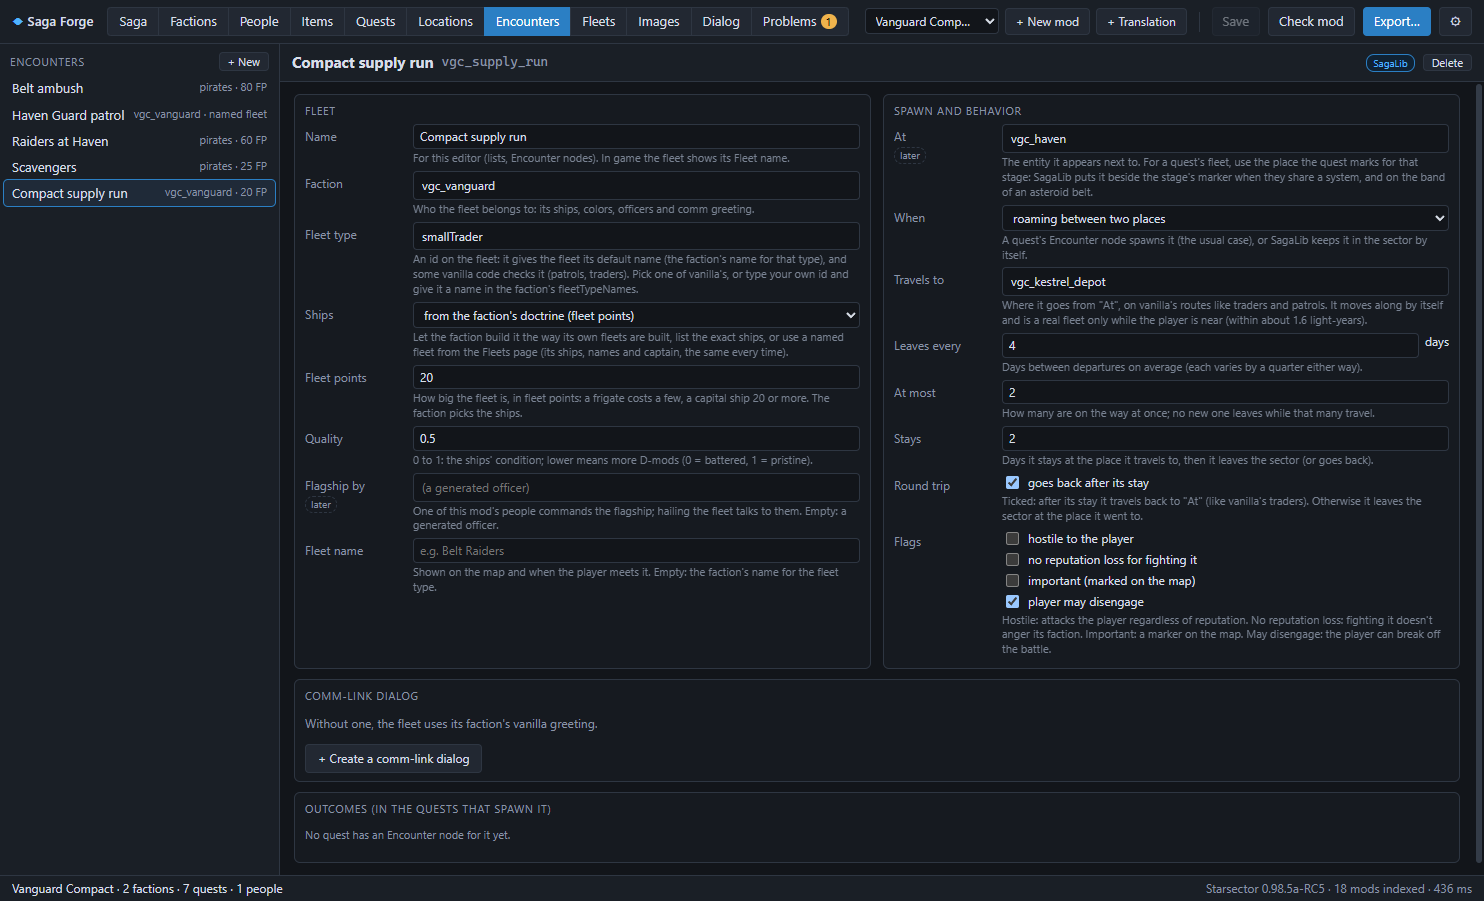 Saga Forge
Saga Factions People Items Quests Locations Encounters Fleets Images Dialog Problems 1
Vanguard Comp... + New mod + Translation Save Check mod Export...
ENCOUNTERS + New
Belt ambush pirates · 80 FP
Haven Guard patrol vgc_vanguard · named fleet
Raiders at Haven pirates · 60 FP
Scavengers pirates · 25 FP
Compact supply run vgc_vanguard · 20 FP
Compact supply run vgc_supply_run SagaLib Delete
FLEET
Name Compact supply run
For this editor (lists, Encounter nodes). In game the fleet shows its Fleet name.
Faction vgc_vanguard
Who the fleet belongs to: its ships, colors, officers and comm greeting.
Fleet type smallTrader
An id on the fleet: it gives the fleet its default name (the faction's name for that type), and
some vanilla code checks it (patrols, traders). Pick one of vanilla's, or type your own id and
give it a name in the faction's fleetTypeNames.
Ships from the faction's doctrine (fleet points)
Let the faction build it the way its own fleets are built, list the exact ships, or use a named
fleet from the Fleets page (its ships, names and captain, the same every time).
Fleet points 20
How big the fleet is, in fleet points: a frigate costs a few, a capital ship 20 or more. The
faction picks the ships.
Quality 0.5
0 to 1: the ships' condition; lower means more D-mods (0 = battered, 1 = pristine).
Flagship by (a generated officer)
later
One of this mod's people commands the flagship; hailing the fleet talks to them. Empty: a
generated officer.
Fleet name e.g. Belt Raiders
Shown on the map and when the player meets it. Empty: the faction's name for the fleet
type.
SPAWN AND BEHAVIOR
At vgc_haven
later
The entity it appears next to. For a quest's fleet, use the place the quest marks for that
stage: SagaLib puts it beside the stage's marker when they share a system, and on the band
of an asteroid belt.
When roaming between two places
A quest's Encounter node spawns it (the usual case), or SagaLib keeps it in the sector by
itself.
Travels to vgc_kestrel_depot
Where it goes from "At", on vanilla's routes like traders and patrols. It moves along by itself
and is a real fleet only while the player is near (within about 1.6 light-years).
Leaves every 4 days
Days between departures on average (each varies by a quarter either way).
At most 2
How many are on the way at once; no new one leaves while that many travel.
Stays 2
Days it stays at the place it travels to, then it leaves the sector (or goes back).
Round trip goes back after its stay
Ticked: after its stay it travels back to "At" (like vanilla's traders). Otherwise it leaves the
sector at the place it went to.
Flags hostile to the player
no reputation loss for fighting it
important (marked on the map)
player may disengage
Hostile: attacks the player regardless of reputation. No reputation loss: fighting it doesn't
anger its faction. Important: a marker on the map. May disengage: the player can break off
the battle.
COMM-LINK DIALOG
Without one, the fleet uses its faction's vanilla greeting.
+ Create a comm-link dialog
OUTCOMES (IN THE QUESTS THAT SPAWN IT)
No quest has an Encounter node for it yet.
Vanguard Compact · 2 factions · 7 quests · 1 people
Starsector 0.98.5a-RC5 · 18 mods indexed · 436 ms